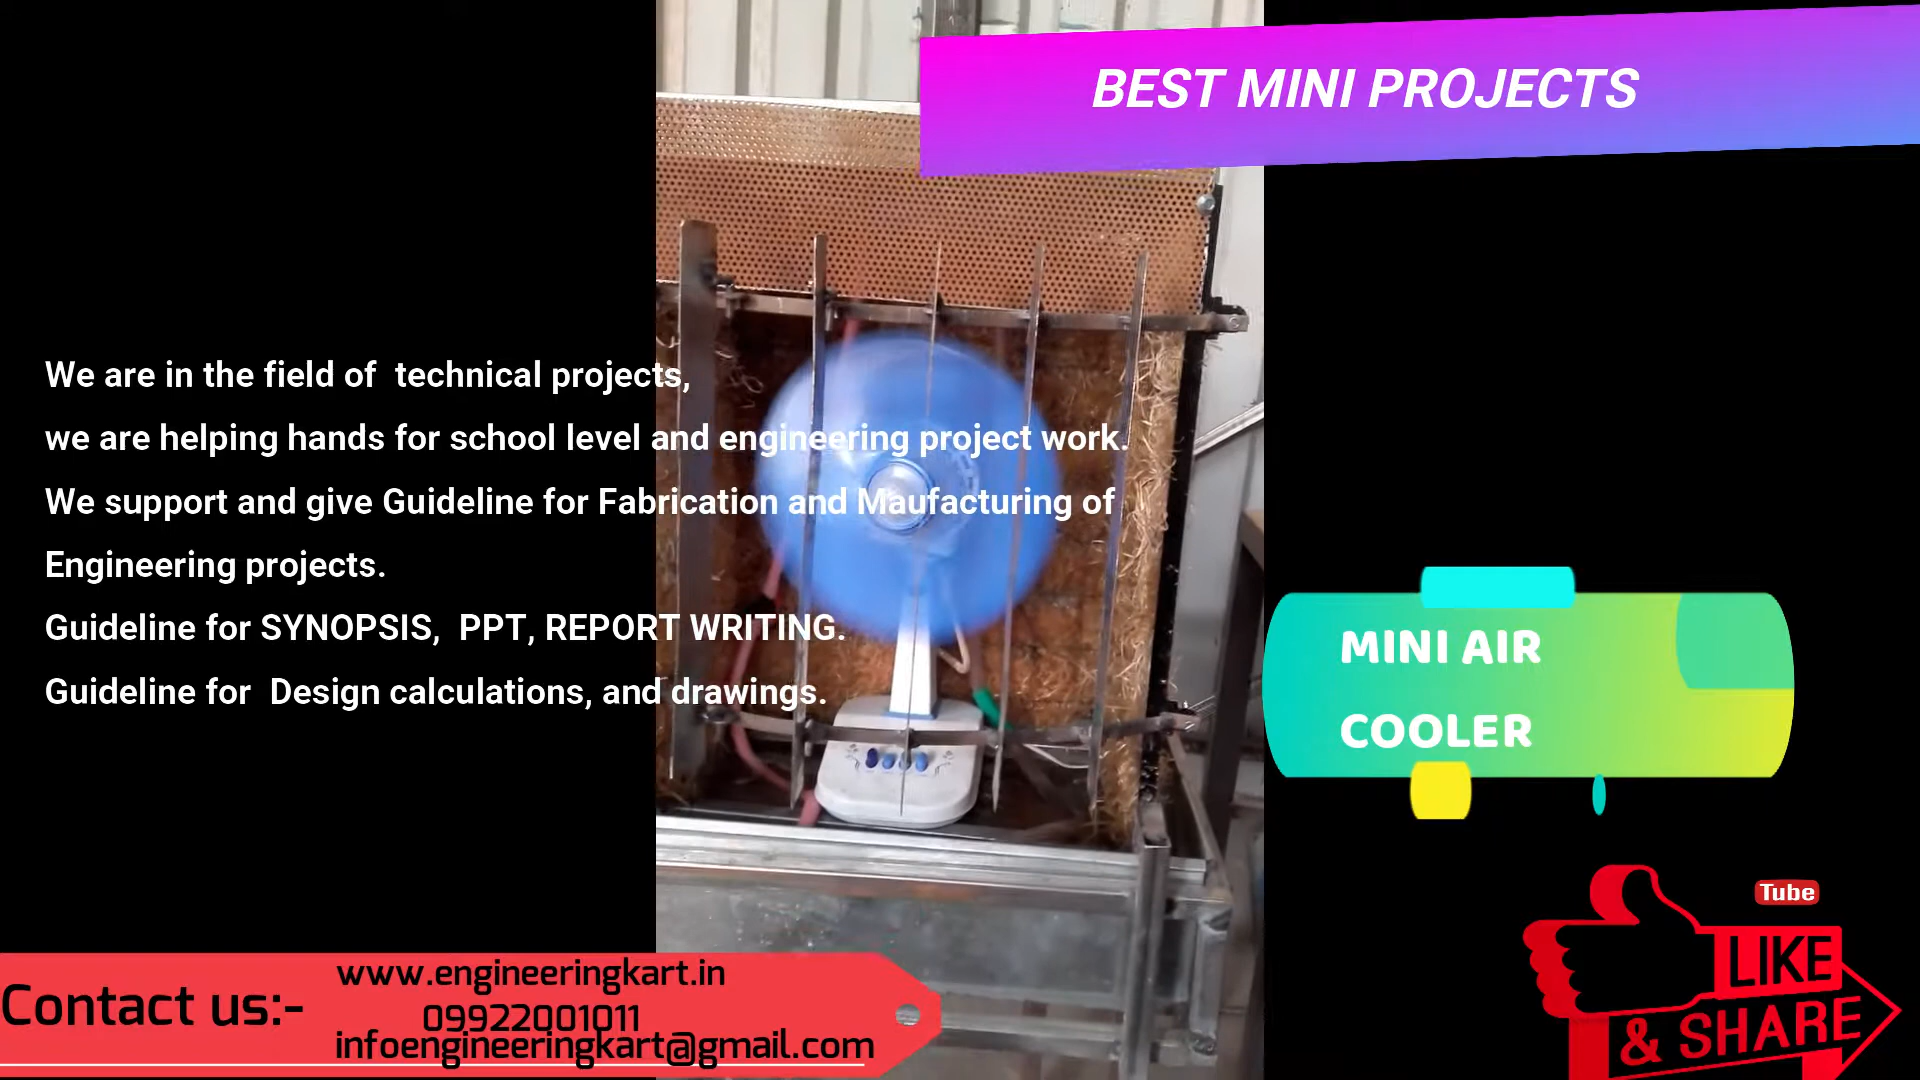 BEST MINI PROJECTS
We are in the field of  technical projects,
we are helping hands for school level and engineering project work.
We support and give Guideline for Fabrication and Maufacturing of
Engineering projects.
Guideline for SYNOPSIS,  PPT, REPORT WRITING.
Guideline for  Design calculations, and drawings.
MINI AIR
COOLER
Tube
LIKE
& SHARE
Contact us:-
www.engineeringkart.in
09922001011
infoengineeringkart@gmail.com